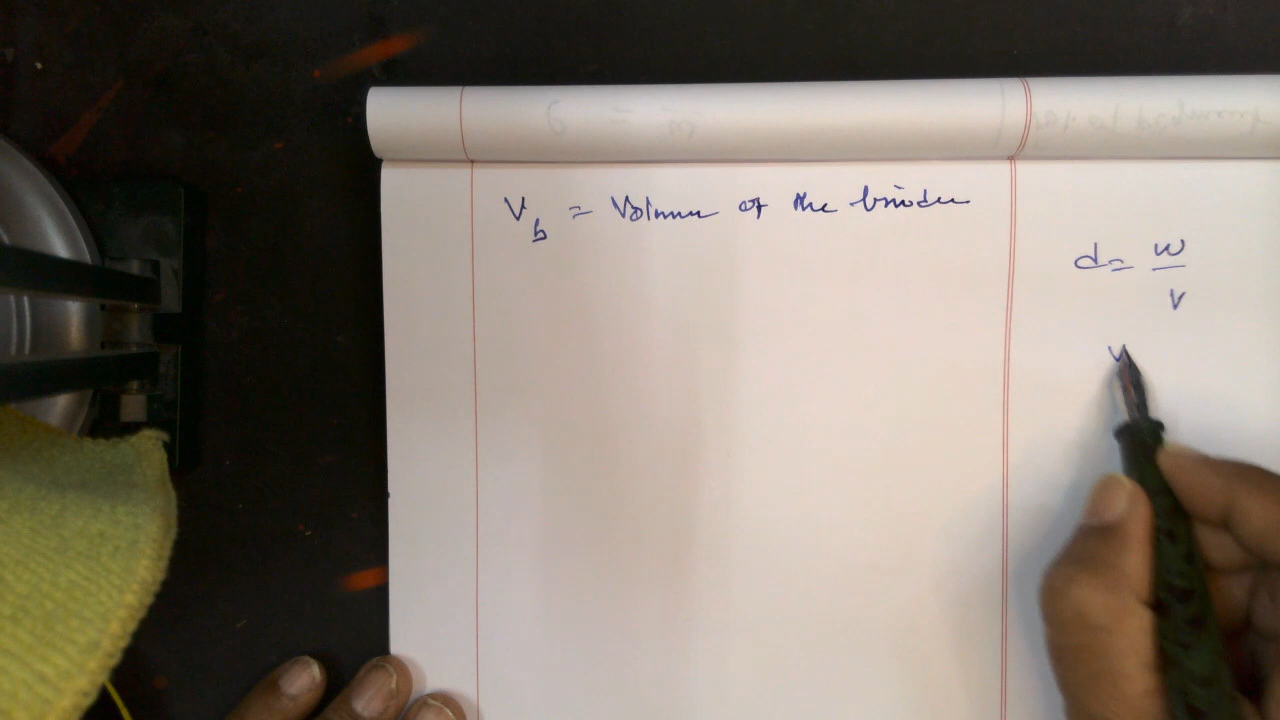 V_b = Volume of the binder
d = w/v
v